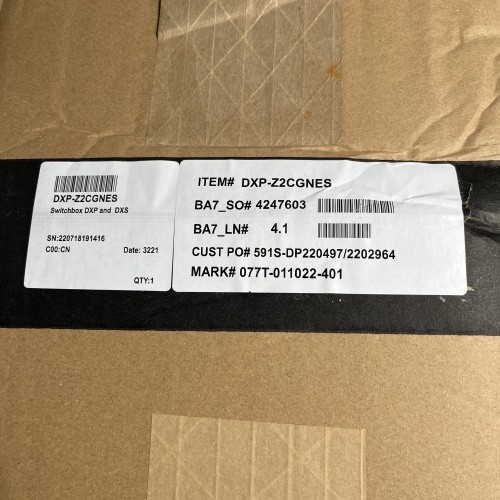 DXP-Z2CGNES
Switchbox DXP and DXS
SN:220718191416
C00:CN Date: 3221
QTY:1
ITEM# DXP-Z2CGNES
BA7_SO# 4247603
BA7_LN# 4.1
CUST PO# 591S-DP220497/2202964
MARK# 077T-011022-401